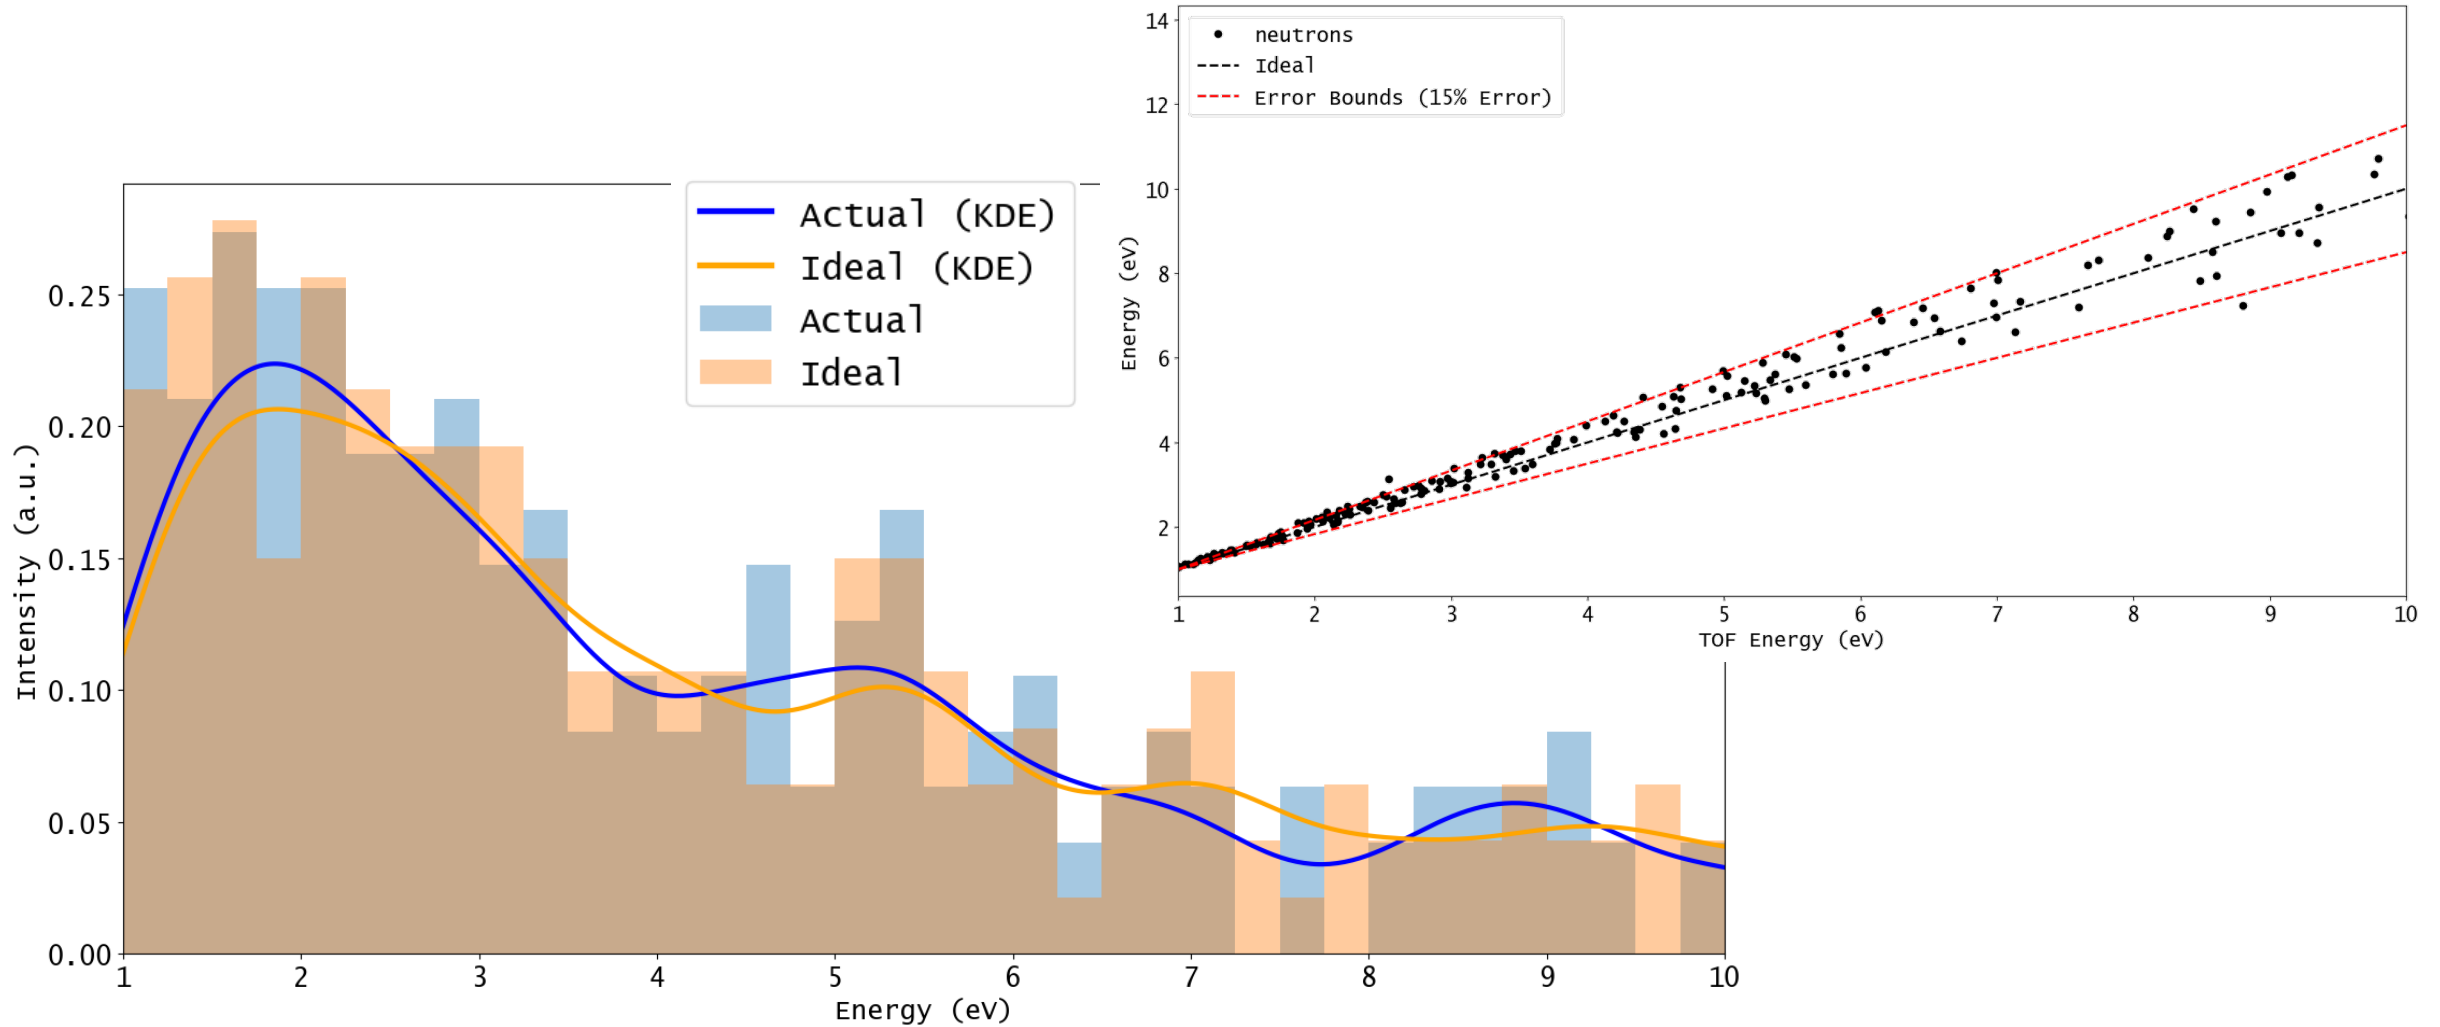 14
12
10
8
6
4
2
Energy (eV)
neutrons
Ideal
Error Bounds (15% Error)
1 2 3 4 5 6 7 8 9 10
TOF Energy (eV)
Actual (KDE)
Ideal (KDE)
Actual
Ideal
0.25
0.20
0.15
0.10
0.05
0.00
Intensity (a.u.)
1 2 3 4 5 6 7 8 9 10
Energy (eV)